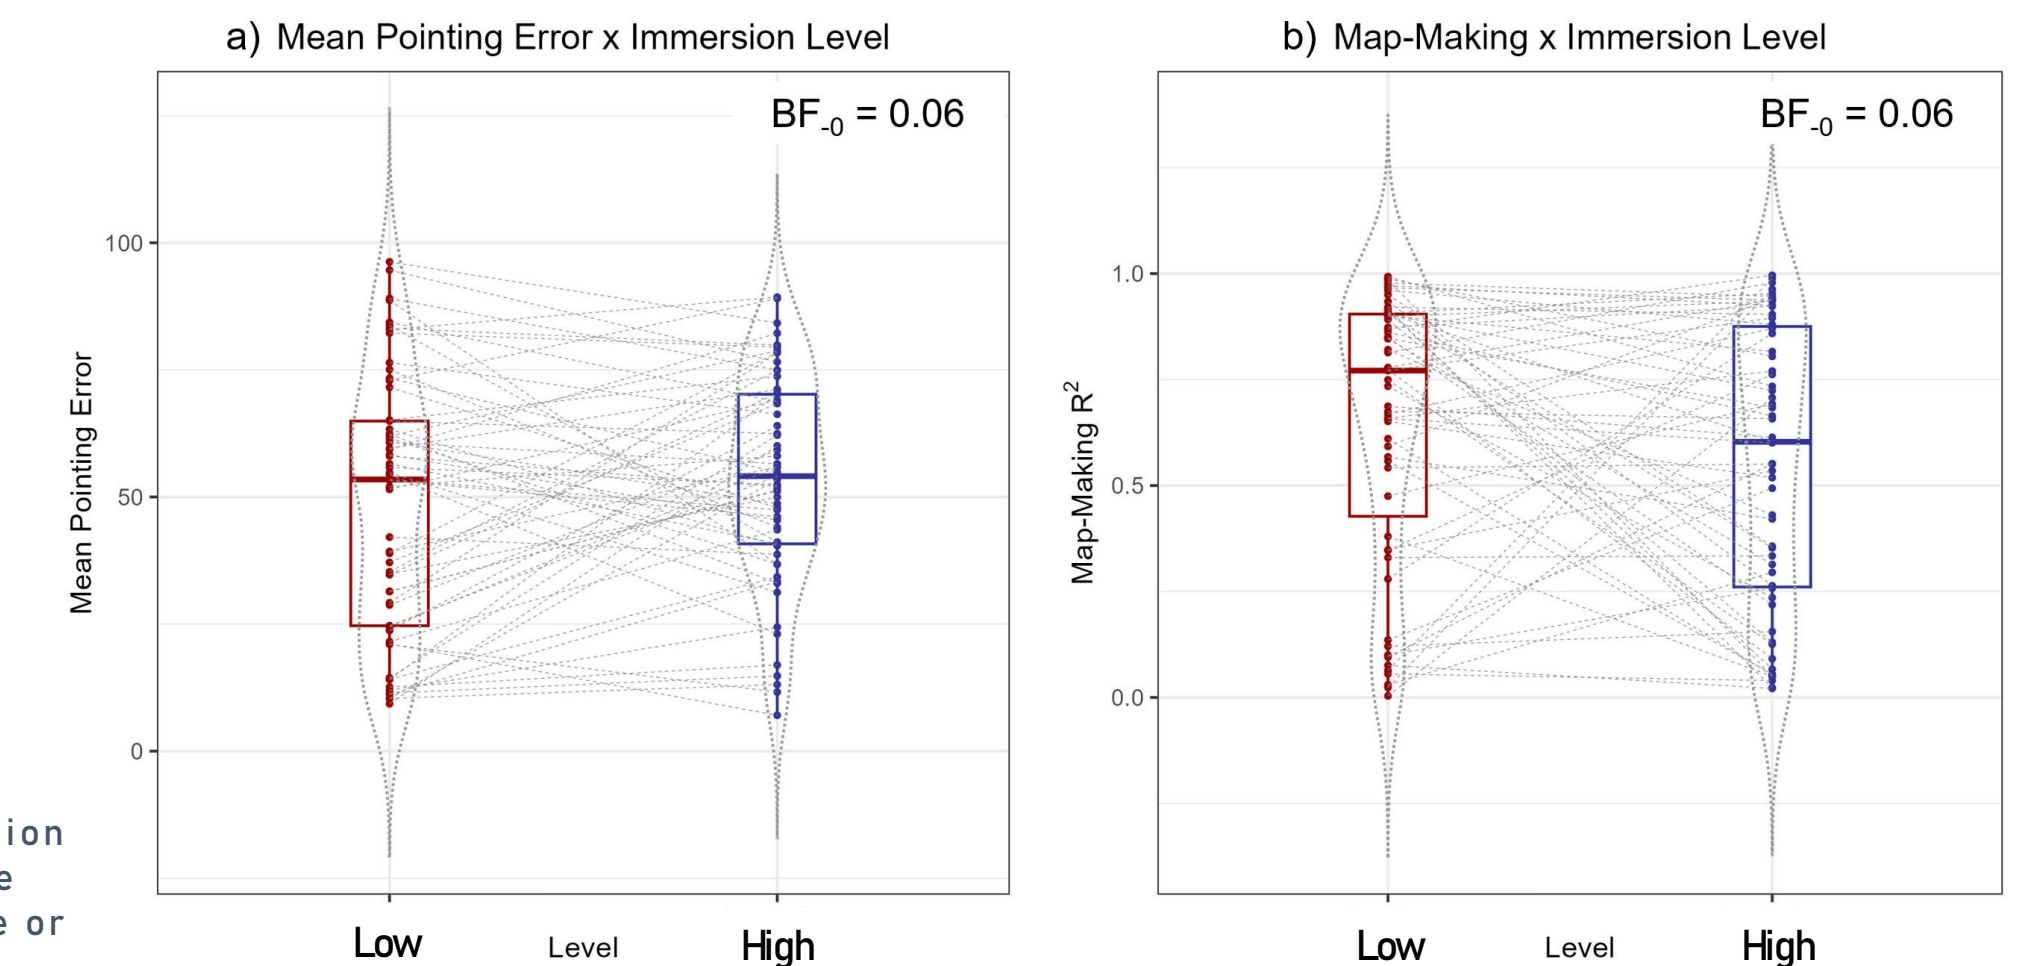 a) Mean Pointing Error x Immersion Level
BF-0 = 0.06
Mean Pointing Error
100
50
0
Low
Level
High
b) Map-Making x Immersion Level
BF-0 = 0.06
Map-Making R2
1.0
0.5
0.0
Low
Level
High
ion
e
e or